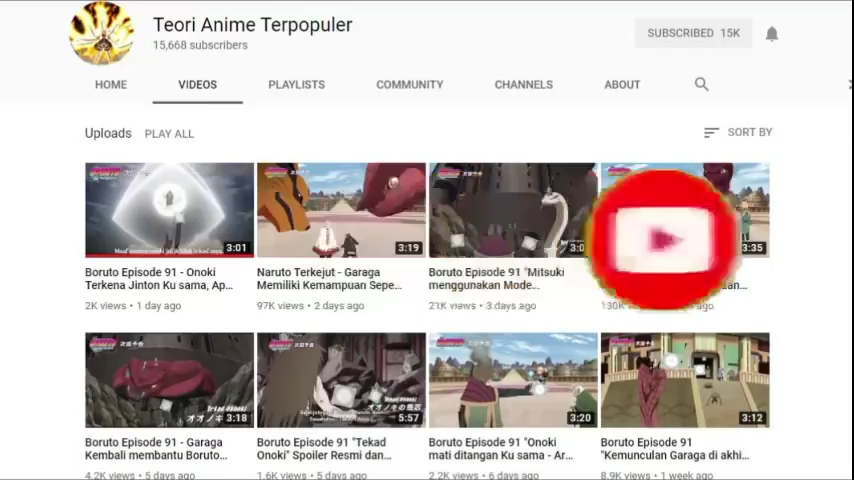 Teori Anime Terpopuler
15,668 subscribers
SUBSCRIBED 15K
HOME VIDEOS PLAYLISTS COMMUNITY CHANNELS ABOUT
Uploads PLAY ALL SORT BY
3:01 3:19 3:35
Boruto Episode 91 - Onoki
Terkena Jinton Ku sama, Ap...
2K views • 1 day ago
Naruto Terkejut - Garaga
Memiliki Kemampuan Sepe...
97K views • 2 days ago
Boruto Episode 91 "Mitsuki
menggunakan Mode...
21K views • 3 days ago
130K
ago
3:18 5:57 3:20 3:12
Boruto Episode 91 - Garaga
Kembali membantu Boruto...
4.2K views • 5 days ago
Boruto Episode 91 "Tekad
Onoki" Spoiler Resmi dan...
1.6K views • 5 days ago
Boruto Episode 91 "Onoki
mati ditangan Ku sama - Ar...
2.2K views • 6 days ago
Boruto Episode 91
"Kemunculan Garaga di akhi...
8.9K views • 1 week ago